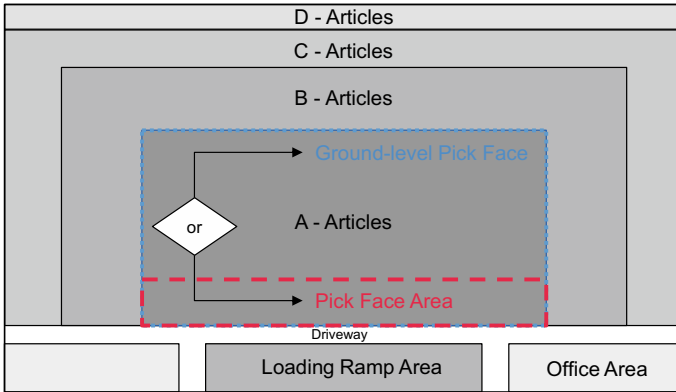 D - Articles
C - Articles
B - Articles
Ground-level Pick Face
or
A - Articles
Pick Face Area
Driveway
Loading Ramp Area
Office Area